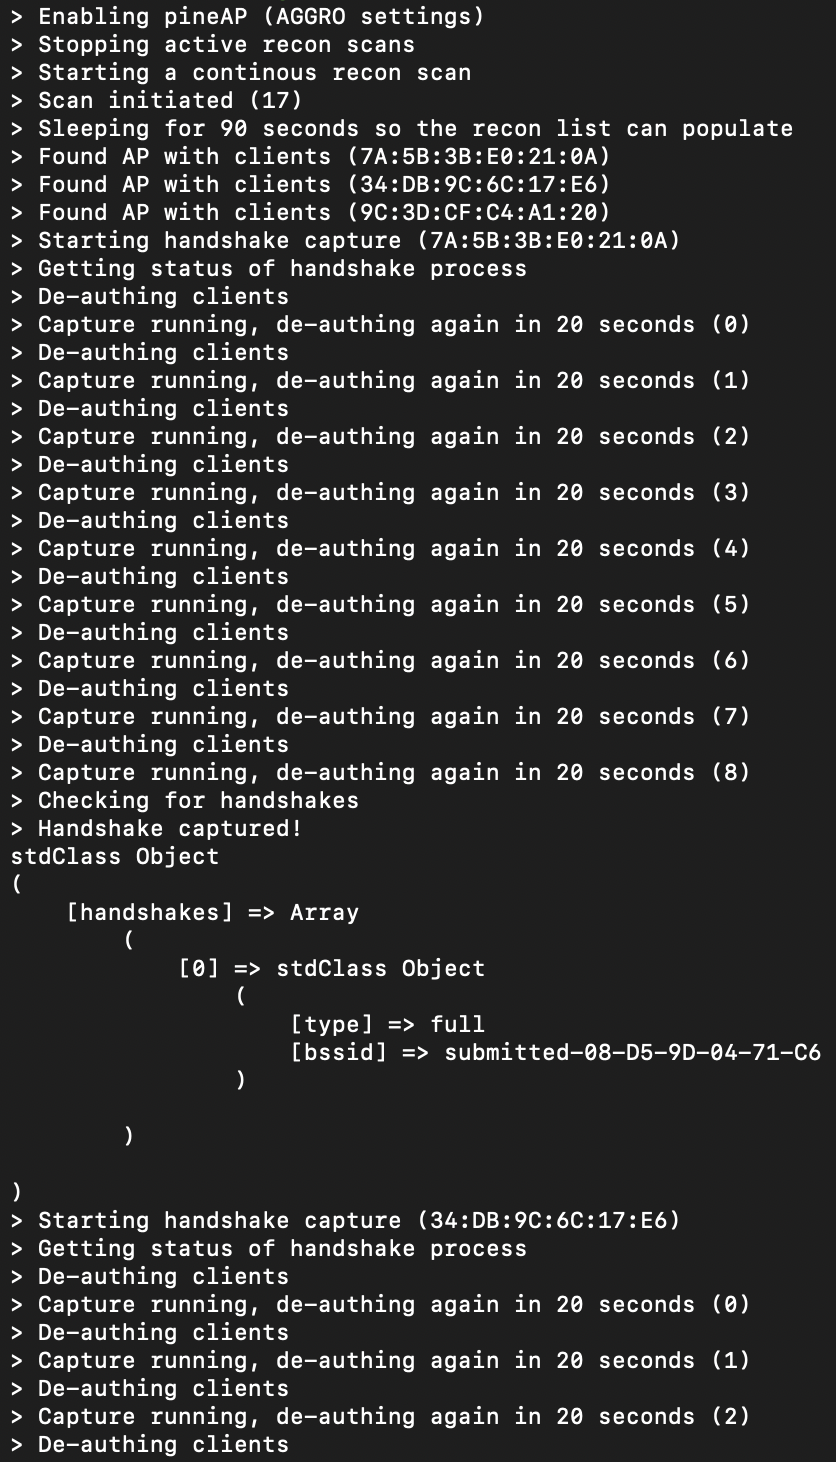 > Enabling pineAP (AGGRO settings)
> Stopping active recon scans
> Starting a continous recon scan
> Scan initiated (17)
> Sleeping for 90 seconds so the recon list can populate
> Found AP with clients (7A:5B:3B:E0:21:0A)
> Found AP with clients (34:DB:9C:6C:17:E6)
> Found AP with clients (9C:3D:CF:C4:A1:20)
> Starting handshake capture (7A:5B:3B:E0:21:0A)
> Getting status of handshake process
> De-authing clients
> Capture running, de-authing again in 20 seconds (0)
> De-authing clients
> Capture running, de-authing again in 20 seconds (1)
> De-authing clients
> Capture running, de-authing again in 20 seconds (2)
> De-authing clients
> Capture running, de-authing again in 20 seconds (3)
> De-authing clients
> Capture running, de-authing again in 20 seconds (4)
> De-authing clients
> Capture running, de-authing again in 20 seconds (5)
> De-authing clients
> Capture running, de-authing again in 20 seconds (6)
> De-authing clients
> Capture running, de-authing again in 20 seconds (7)
> De-authing clients
> Capture running, de-authing again in 20 seconds (8)
> Checking for handshakes
> Handshake captured!
stdClass Object
(
    [handshakes] => Array
        (
            [0] => stdClass Object
                (
                    [type] => full
                    [bssid] => submitted-08-D5-9D-04-71-C6
                )

        )

)
> Starting handshake capture (34:DB:9C:6C:17:E6)
> Getting status of handshake process
> De-authing clients
> Capture running, de-authing again in 20 seconds (0)
> De-authing clients
> Capture running, de-authing again in 20 seconds (1)
> De-authing clients
> Capture running, de-authing again in 20 seconds (2)
> De-authing clients